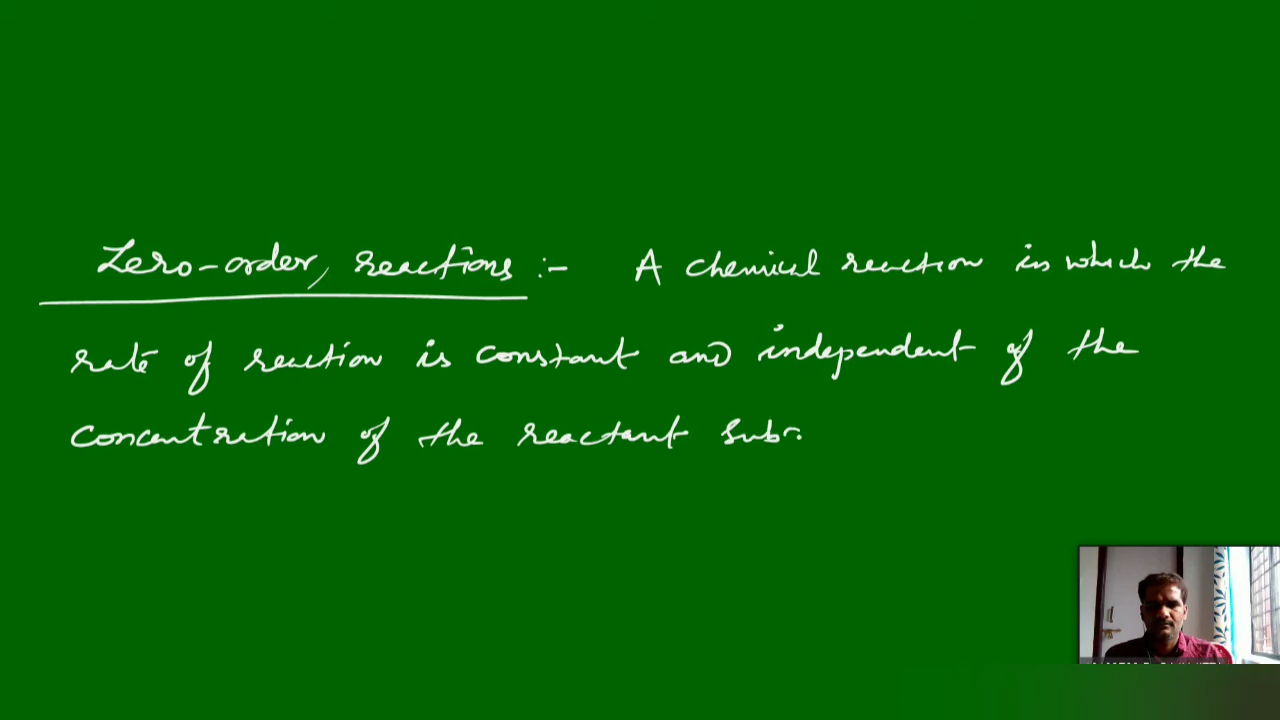 Zero-order, reactions :- A chemical reaction in which the
rate of reaction is constant and independent of the
concentration of the reactant subs